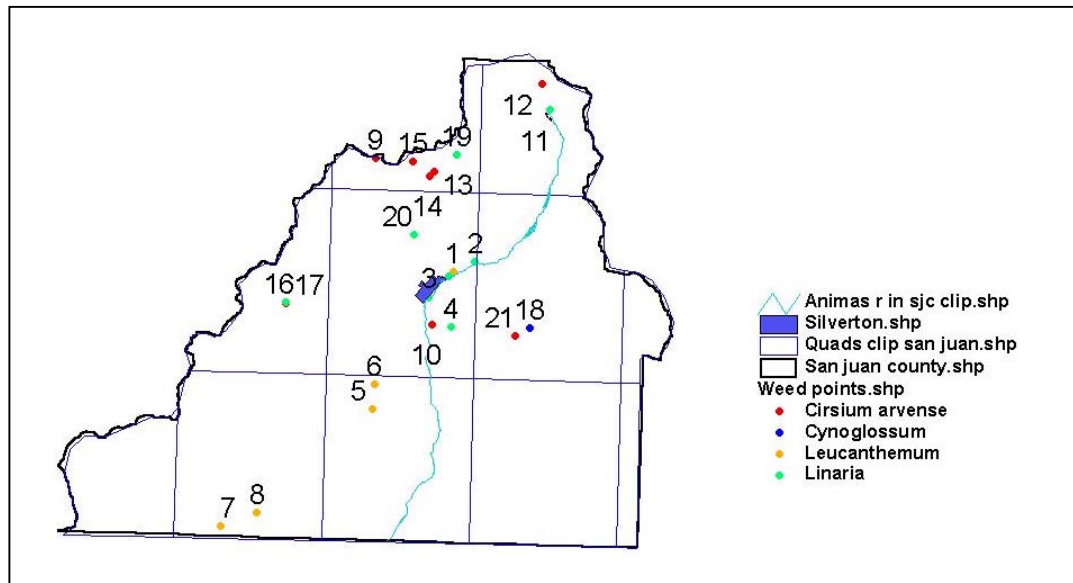 12
11
9
15
19
13
14
20
1
2
3
16 17
4
21
18
10
6
5
7
8
Animas r in sjc clip.shp
Silverton.shp
Quads clip san juan.shp
San juan county.shp
Weed points.shp
Cirsium arvense
Cynoglossum
Leucanthemum
Linaria